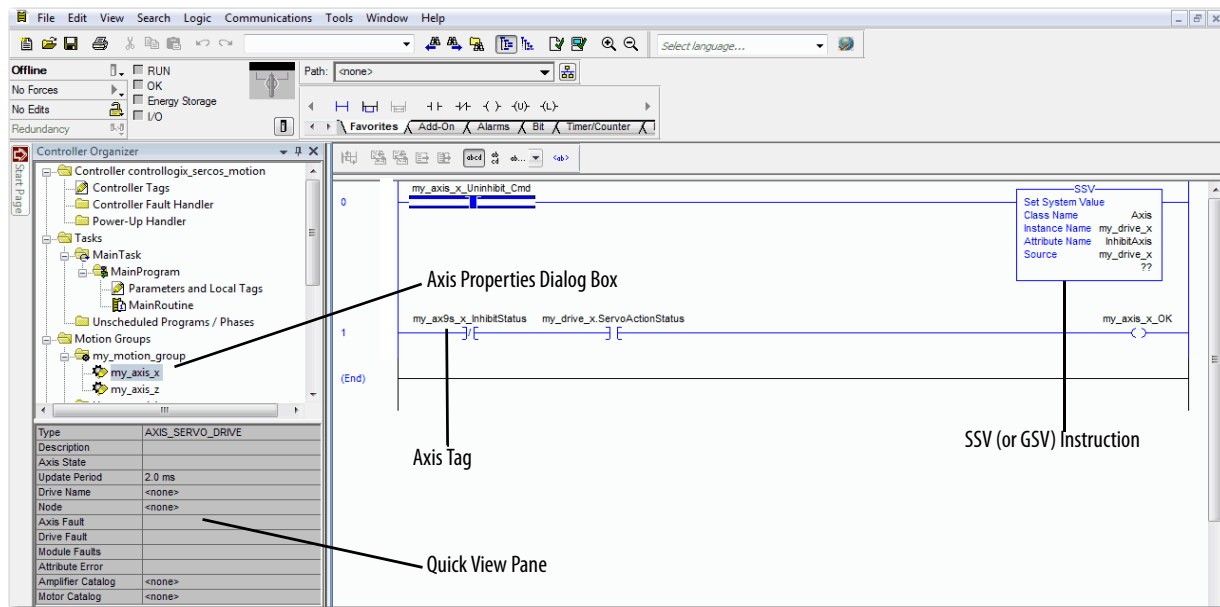 File Edit View Search Logic Communications Tools Window Help
Select language...
Offline
RUN
Path: <none>
No Forces
OK
No Edits
Energy Storage
Redundancy
I/O
Favorites Add-On Alarms Bit Timer/Counter
Start Page
Controller Organizer
Controller controllogix_sercos_motion
Controller Tags
Controller Fault Handler
Power-Up Handler
Tasks
MainTask
MainProgram
Parameters and Local Tags
MainRoutine
Unscheduled Programs / Phases
Motion Groups
my_motion_group
my_axis_x
my_axis_z
Type AXIS_SERVO_DRIVE
Description
Axis State
Update Period 2.0 ms
Drive Name <none>
Node <none>
Axis Fault
Drive Fault
Module Faults
Attribute Error
Amplifier Catalog <none>
Motor Catalog <none>
abcd ab cd ab... <ab>
0
my_axis_x_Uninhibit_Cmd
SSV
Set System Value
Class Name Axis
Instance Name my_drive_x
Attribute Name InhibitAxis
Source my_drive_x
??
1
my_ax9s_x_InhibitStatus my_drive_x.ServoActionStatus my_axis_x_OK
(End)
Axis Properties Dialog Box
Axis Tag
SSV (or GSV) Instruction
Quick View Pane